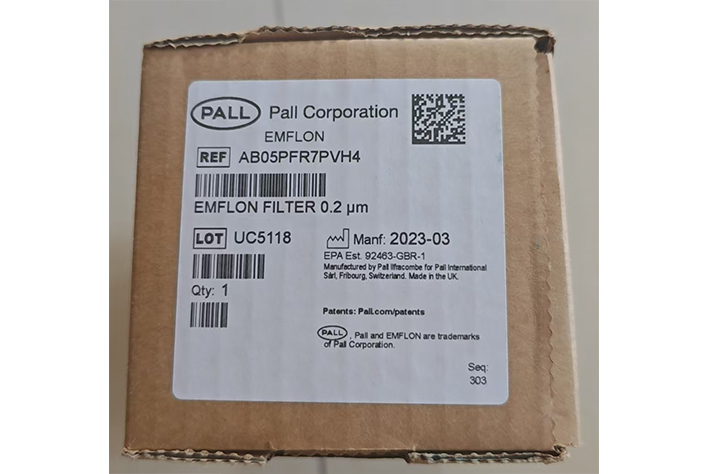 PALL Pall Corporation
EMFLON
REF AB05PFR7PVH4
EMFLON FILTER 0.2 µm
LOT UC5118
Manf: 2023-03
EPA Est. 92463-GBR-1
Manufactured by Pall Ilfracombe for Pall International
Sàrl, Fribourg, Switzerland. Made in the UK.
Qty: 1
Patents: Pall.com/patents
PALL, Pall and EMFLON are trademarks
of Pall Corporation.
Seq:
303